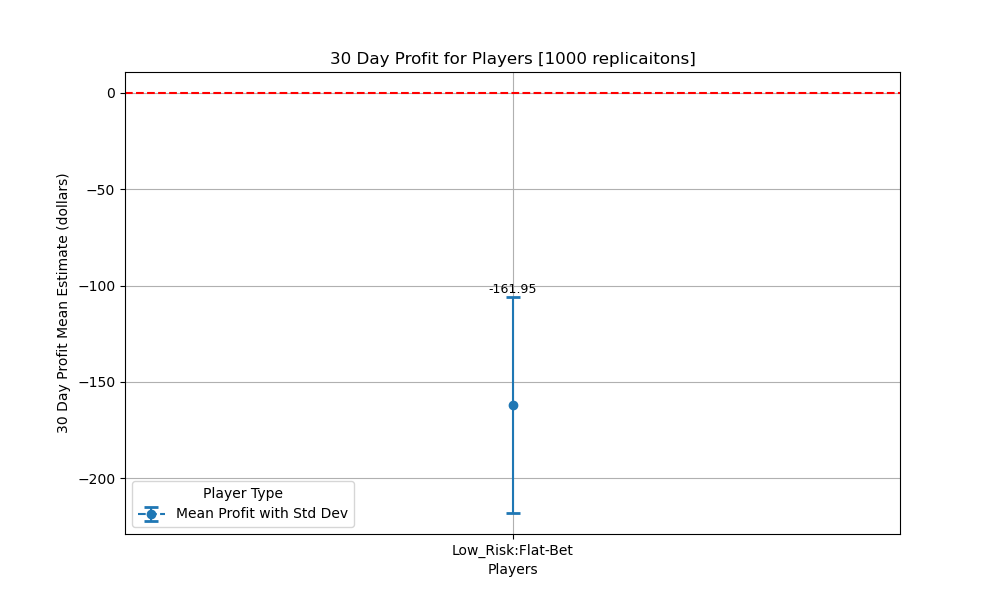 30 Day Profit for Players [1000 replicaitons]
30 Day Profit Mean Estimate (dollars)
0
−50
−100
−150
−200
-161.95
Player Type
Mean Profit with Std Dev
Low_Risk:Flat-Bet
Players